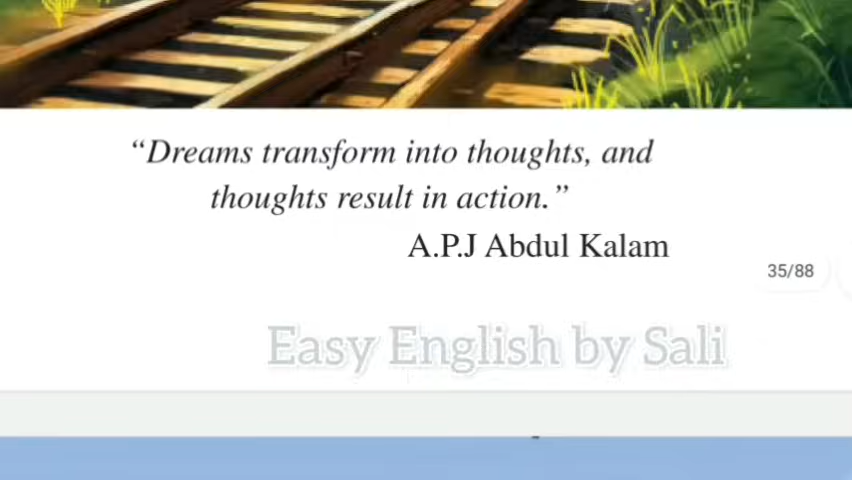 “Dreams transform into thoughts, and
thoughts result in action.”
A.P.J Abdul Kalam
35/88
Easy English by Sali